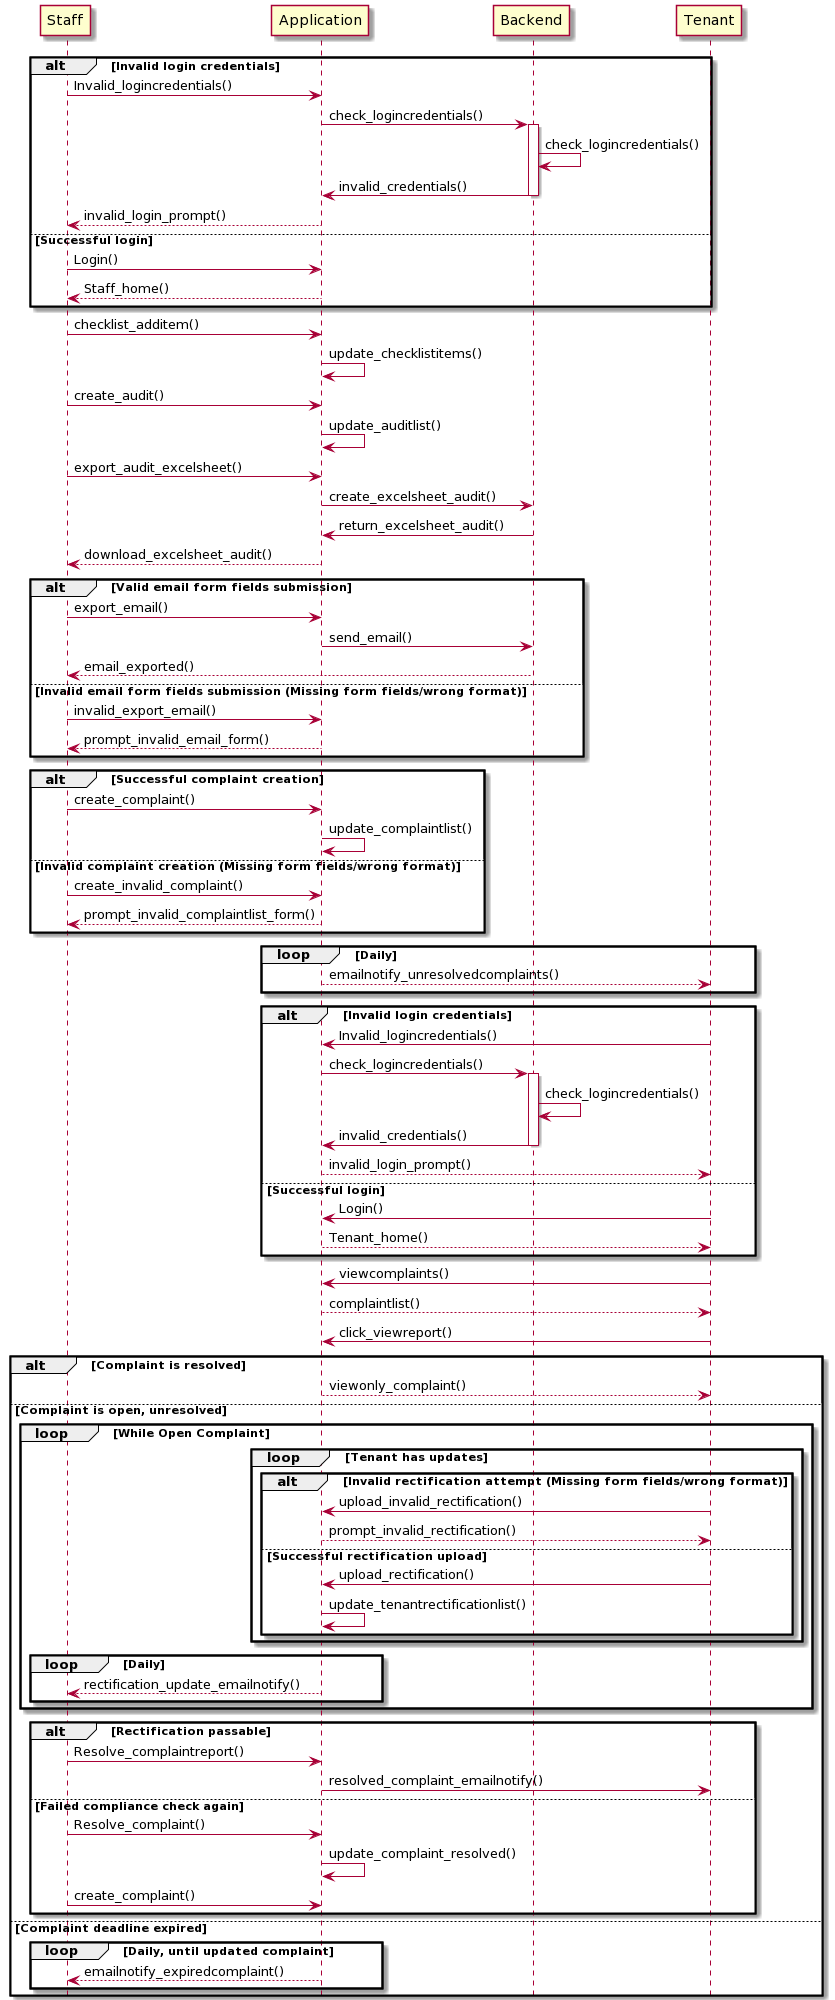 Staff
Application
Backend
Tenant
alt [Invalid login credentials]
Invalid_logincredentials()
check_logincredentials()
check_logincredentials()
invalid_credentials()
invalid_login_prompt()
[Successful login]
Login()
Staff_home()
checklist_additem()
update_checklistitems()
create_audit()
update_auditlist()
export_audit_excelsheet()
create_excelsheet_audit()
return_excelsheet_audit()
download_excelsheet_audit()
alt [Valid email form fields submission]
export_email()
send_email()
email_exported()
[Invalid email form fields submission (Missing form fields/wrong format)]
invalid_export_email()
prompt_invalid_email_form()
alt [Successful complaint creation]
create_complaint()
update_complaintlist()
[Invalid complaint creation (Missing form fields/wrong format)]
create_invalid_complaint()
prompt_invalid_complaintlist_form()
loop [Daily]
emailnotify_unresolvedcomplaints()
alt [Invalid login credentials]
Invalid_logincredentials()
check_logincredentials()
check_logincredentials()
invalid_credentials()
invalid_login_prompt()
[Successful login]
Login()
Tenant_home()
viewcomplaints()
complaintlist()
click_viewreport()
alt [Complaint is resolved]
viewonly_complaint()
[Complaint is open, unresolved]
loop [While Open Complaint]
loop [Tenant has updates]
alt [Invalid rectification attempt (Missing form fields/wrong format)]
upload_invalid_rectification()
prompt_invalid_rectification()
[Successful rectification upload]
upload_rectification()
update_tenantrectificationlist()
loop [Daily]
rectification_update_emailnotify()
alt [Rectification passable]
Resolve_complaintreport()
resolved_complaint_emailnotify()
[Failed compliance check again]
Resolve_complaint()
update_complaint_resolved()
create_complaint()
[Complaint deadline expired]
loop [Daily, until updated complaint]
emailnotify_expiredcomplaint()